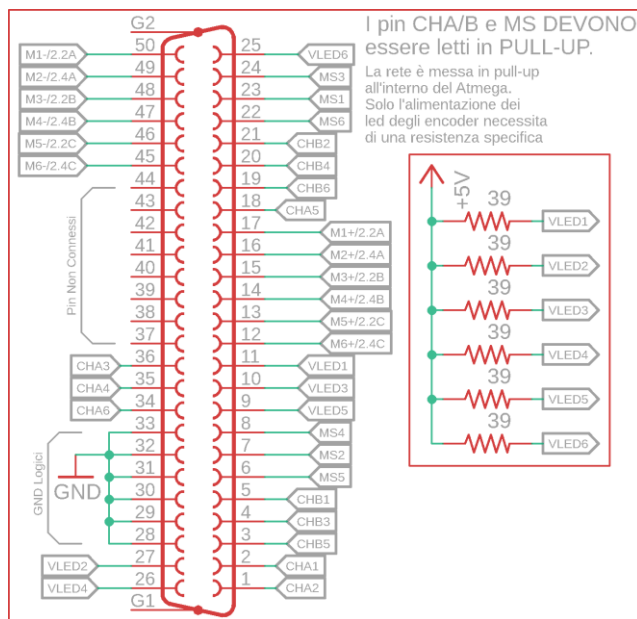 G2
I pin CHA/B e MS DEVONO
essere letti in PULL-UP.
La rete è messa in pull-up
all'interno del Atmega.
Solo l'alimentazione dei
led degli encoder necessita
di una resistenza specifica
M1-/2.2A 50 25 VLED6
M2-/2.4A 49 24 MS3
M3-/2.2B 48 23 MS1
M4-/2.4B 47 22 MS6
M5-/2.2C 46 21 CHB2
M6-/2.4C 45 20 CHB4
44 19 CHB6
43 18 CHA5
42 17 M1+/2.2A
41 16 M2+/2.4A
40 15 M3+/2.2B
39 14 M4+/2.4B
38 13 M5+/2.2C
37 12 M6+/2.4C
Pin Non Connessi
CHA3 36 11 VLED1
CHA4 35 10 VLED3
CHA6 34 9 VLED5
33 8 MS4
32 7 MS2
31 6 MS5
30 5 CHB1
29 4 CHB3
28 3 CHB5
GND Logici
GND
VLED2 27 2 CHA1
VLED4 26 1 CHA2
G1
+5V
39 VLED1
39 VLED2
39 VLED3
39 VLED4
39 VLED5
39 VLED6